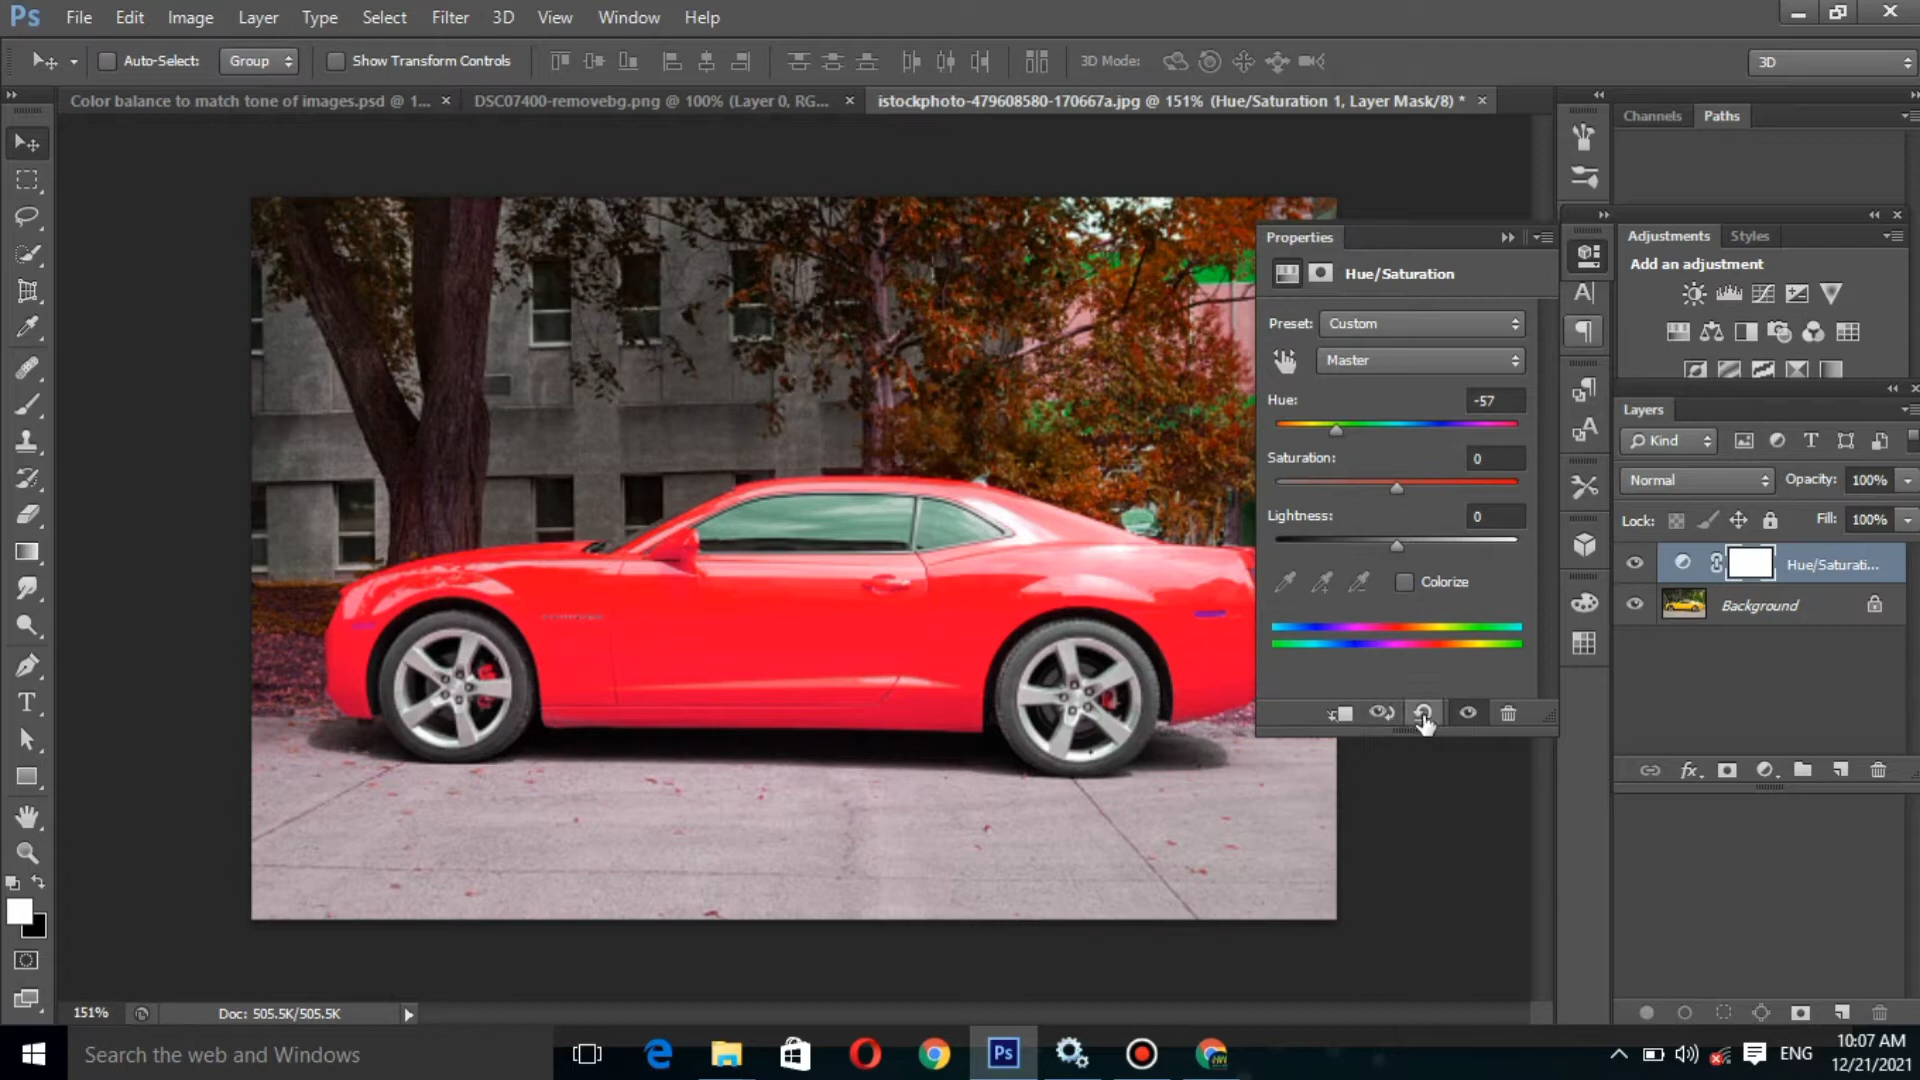 Ps File Edit Image Layer Type Select Filter 3D View Window Help
Auto-Select: Group Show Transform Controls 3D Mode: 3D
Color balance to match tone of images.psd @ 1... × DSC07400-removebg.png @ 100% (Layer 0, RG... × istockphoto-479608580-170667a.jpg @ 151% (Hue/Saturation 1, Layer Mask/8) * ×
Channels Paths
Properties
Hue/Saturation
Preset: Custom
Master
Hue: -57
Saturation: 0
Lightness: 0
Colorize
Adjustments Styles
Add an adjustment
Layers
Kind
Normal Opacity: 100%
Lock: Fill: 100%
Hue/Saturati...
Background
151% Doc: 505.5K/505.5K
Search the web and Windows
Ps
ENG
10:07 AM
12/21/2021